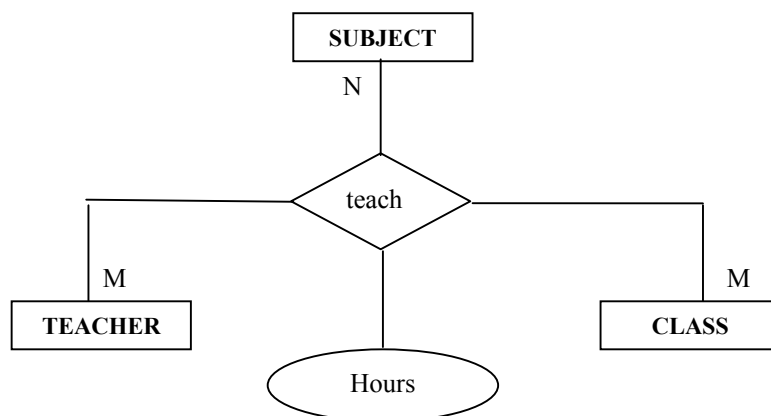 SUBJECT
N
teach
M
M
TEACHER
CLASS
Hours